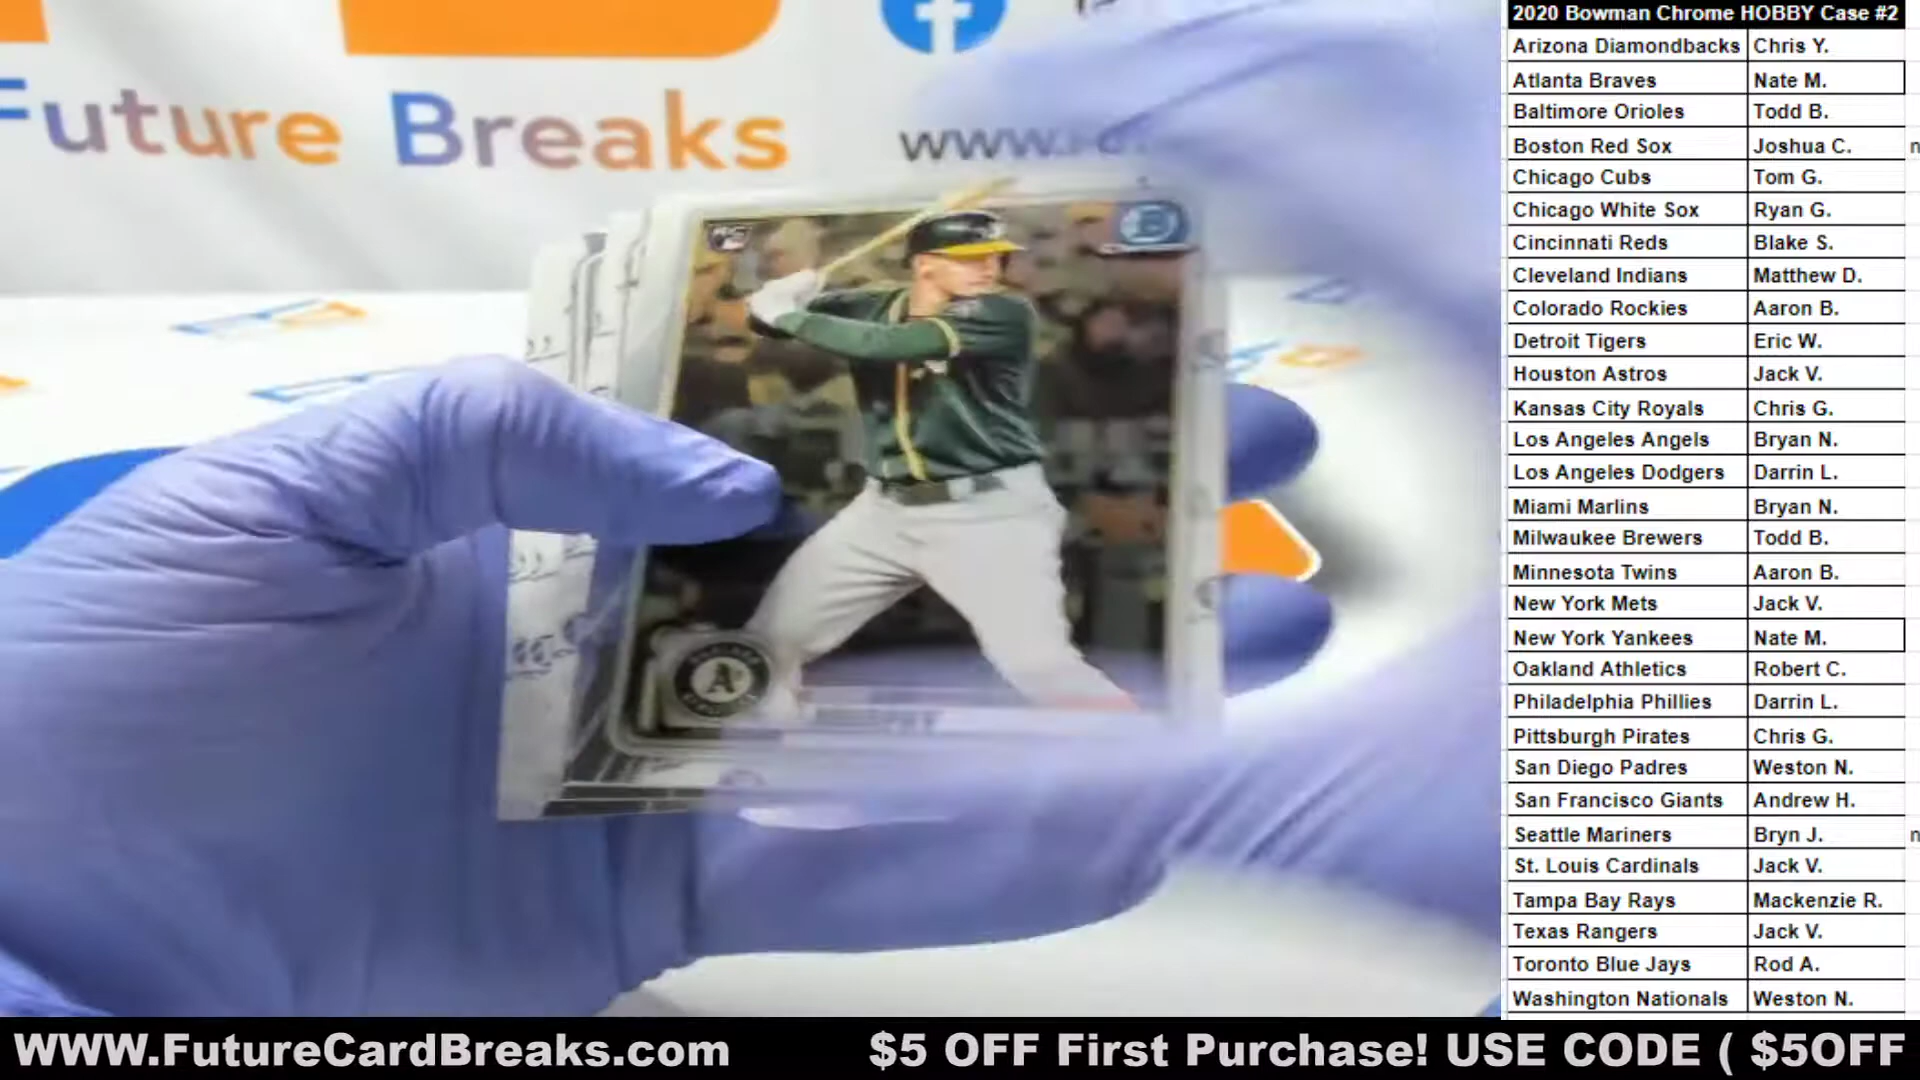 Future Breaks
www.
RC
B
A's
2020 Bowman Chrome HOBBY Case #2
Arizona Diamondbacks Chris Y.
Atlanta Braves Nate M.
Baltimore Orioles Todd B.
Boston Red Sox Joshua C. n
Chicago Cubs Tom G.
Chicago White Sox Ryan G.
Cincinnati Reds Blake S.
Cleveland Indians Matthew D.
Colorado Rockies Aaron B.
Detroit Tigers Eric W.
Houston Astros Jack V.
Kansas City Royals Chris G.
Los Angeles Angels Bryan N.
Los Angeles Dodgers Darrin L.
Miami Marlins Bryan N.
Milwaukee Brewers Todd B.
Minnesota Twins Aaron B.
New York Mets Jack V.
New York Yankees Nate M.
Oakland Athletics Robert C.
Philadelphia Phillies Darrin L.
Pittsburgh Pirates Chris G.
San Diego Padres Weston N.
San Francisco Giants Andrew H.
Seattle Mariners Bryn J. n
St. Louis Cardinals Jack V.
Tampa Bay Rays Mackenzie R.
Texas Rangers Jack V.
Toronto Blue Jays Rod A.
Washington Nationals Weston N.
WWW.FutureCardBreaks.com $5 OFF First Purchase! USE CODE ( $5OFF